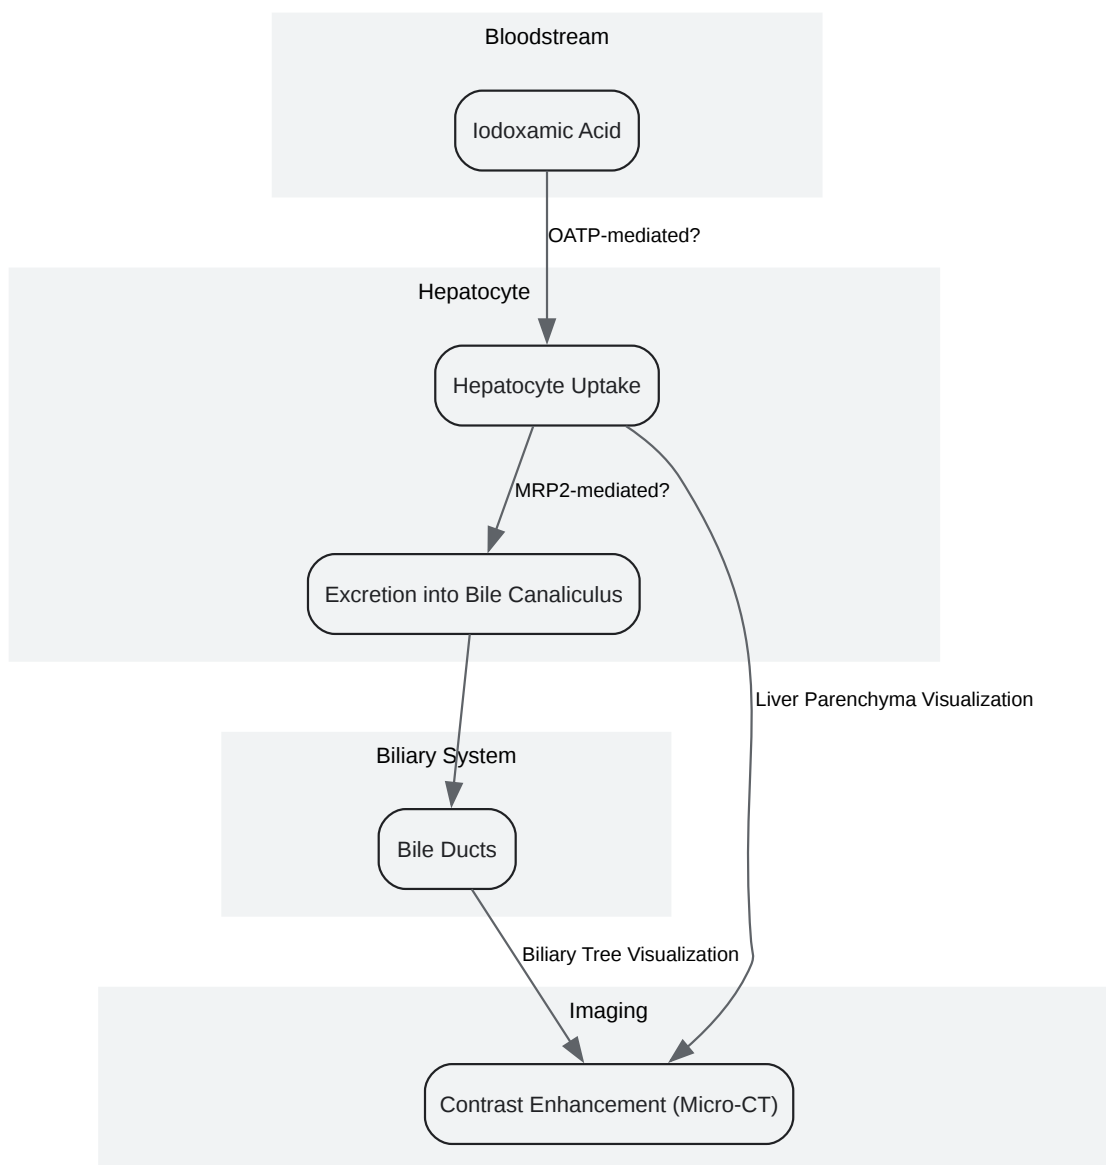 Bloodstream
Iodoxamic Acid
OATP-mediated?
Hepatocyte
Hepatocyte Uptake
MRP2-mediated?
Excretion into Bile Canaliculus
Liver Parenchyma Visualization
Biliary System
Bile Ducts
Biliary Tree Visualization
Imaging
Contrast Enhancement (Micro-CT)